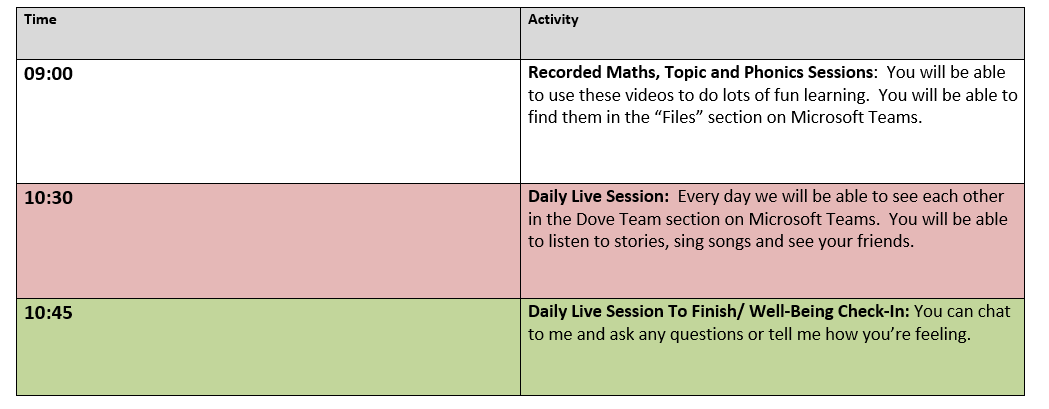 Time
Activity
09:00
Recorded Maths, Topic and Phonics Sessions:  You will be able
to use these videos to do lots of fun learning.  You will be able to
find them in the “Files” section on Microsoft Teams.
10:30
Daily Live Session:  Every day we will be able to see each other
in the Dove Team section on Microsoft Teams.  You will be able
to listen to stories, sing songs and see your friends.
10:45
Daily Live Session To Finish/ Well-Being Check-In: You can chat
to me and ask any questions or tell me how you’re feeling.